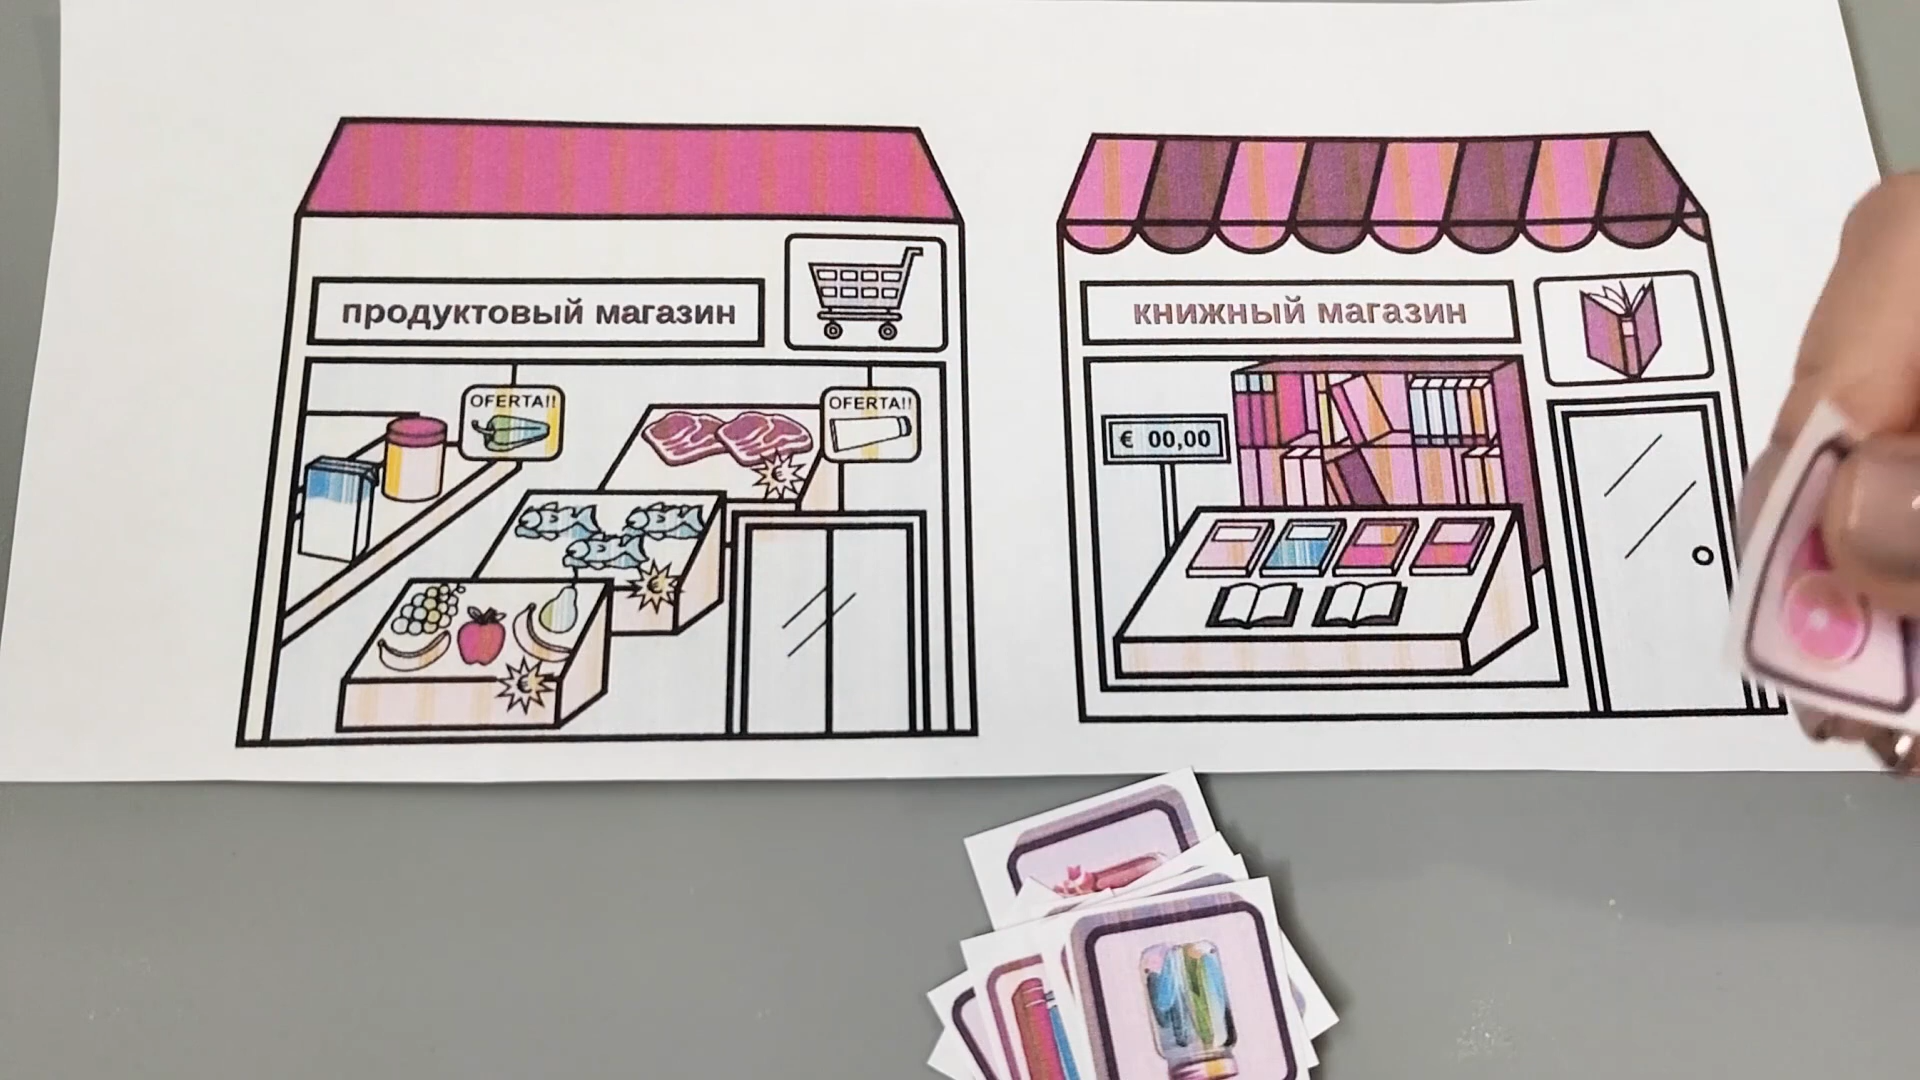 продуктовый магазин
OFERTA!!
OFERTA!!
€
€
€
книжный магазин
€ 00,00